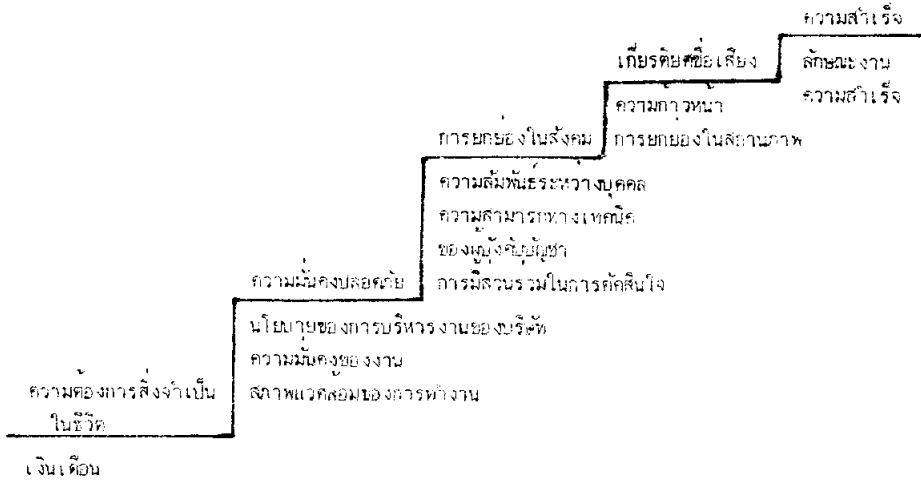 ความสำเร็จ
ลักษณะงาน
ความสำเร็จ
เกียรติยศชื่อเสียง
ความก้าวหน้า
การยกย่องในสถานภาพ
การยกย่องในสังคม
ความสัมพันธ์ระหว่างบุคคล
ความสามารถทางเทคนิค
ของผู้บังคับบัญชา
การมีส่วนร่วมในการตัดสินใจ
ความมั่นคงปลอดภัย
นโยบายของการบริหารงานของบริษัท
ความมั่นคงของงาน
สภาพแวดล้อมของการทำงาน
ความต้องการสิ่งจำเป็น
ในชีวิต
เงินเดือน